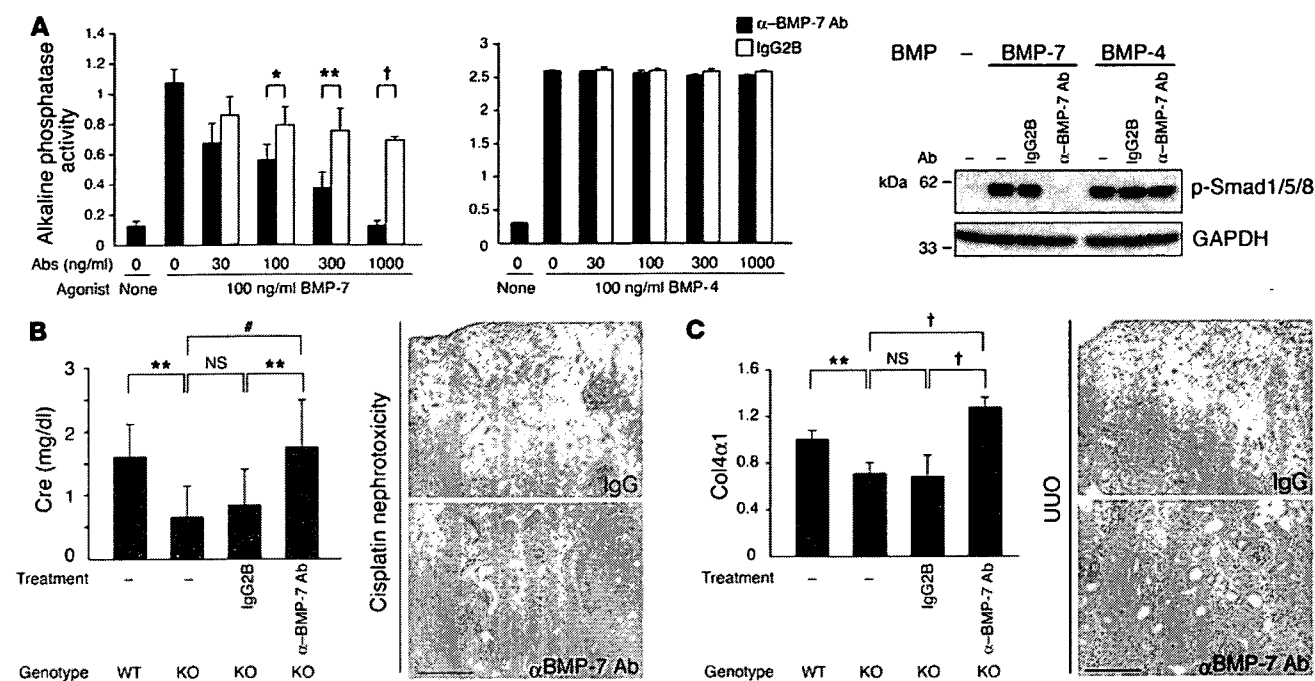 A
Alkaline phosphatase activity
1.4
1.2
1
0.8
0.6
0.4
0.2
0
* ** †
Abs (ng/ml) 0 0 30 100 300 1000
Agonist None 100 ng/ml BMP-7
3
2.5
2
1.5
1
0.5
0
α–BMP-7 Ab
IgG2B
0 0 30 100 300 1000
None 100 ng/ml BMP-4
BMP – BMP-7 BMP-4
Ab – – IgG2B α–BMP-7 Ab – IgG2B α–BMP-7 Ab
kDa 62 – p-Smad1/5/8
33 – GAPDH
B
#
** NS **
Cre (mg/dl)
3
2
1
0
Treatment – – IgG2B α–BMP-7 Ab
Genotype WT KO KO KO
Cisplatin nephrotoxicity
IgG
αBMP-7 Ab
C
†
** NS †
Col4α1
1.6
1.2
0.8
0.4
0
Treatment – – IgG2B α–BMP-7 Ab
Genotype WT KO KO KO
UUO
IgG
αBMP-7 Ab